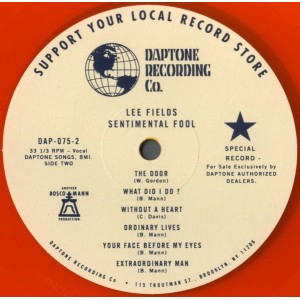 SUPPORT YOUR LOCAL RECORD STORE
DAPTONE
RECORDING
Co.
LEE FIELDS
SENTIMENTAL FOOL
DAP-075-2
33 1/3 RPM – Vocal
DAPTONE SONGS, BMI.
SIDE TWO
SPECIAL
RECORD -
For Sale Exclusively by
DAPTONE AUTHORIZED
DEALERS.
THE DOOR
(W. Gordon)
WHAT DID I DO?
(B. Mann)
WITHOUT A HEART
(C. Davis)
ORDINARY LIVES
(B. Mann)
YOUR FACE BEFORE MY EYES
(B. Mann)
EXTRAORDINARY MAN
(B. Mann)
ANOTHER
BOSCO MANN
PRODUCTION
DAPTONE RECORDING Co. • 115 TROUTMAN ST., BROOKLYN, NY 11206